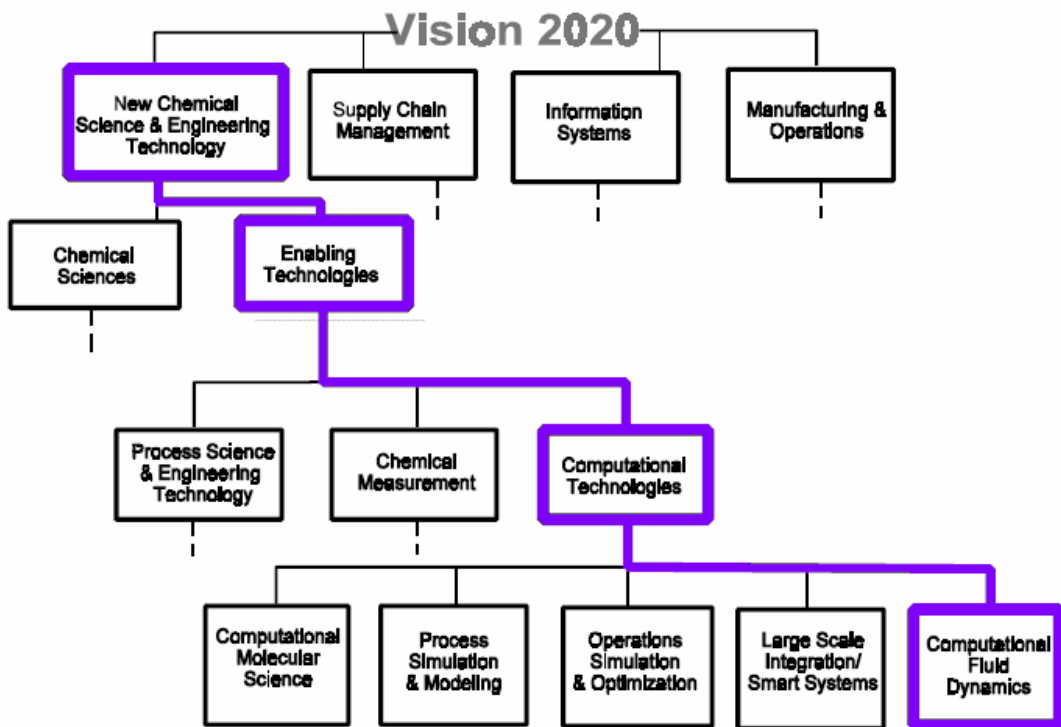 Vision 2020
New Chemical
Science & Engineering
Technology
Supply Chain
Management
Information
Systems
Manufacturing &
Operations
Chemical
Sciences
Enabling
Technologies
Process Science
& Engineering
Technology
Chemical
Measurement
Computational
Technologies
Computational
Molecular
Science
Process
Simulation
& Modeling
Operations
Simulation
& Optimization
Large Scale
Integration/
Smart Systems
Computational
Fluid
Dynamics